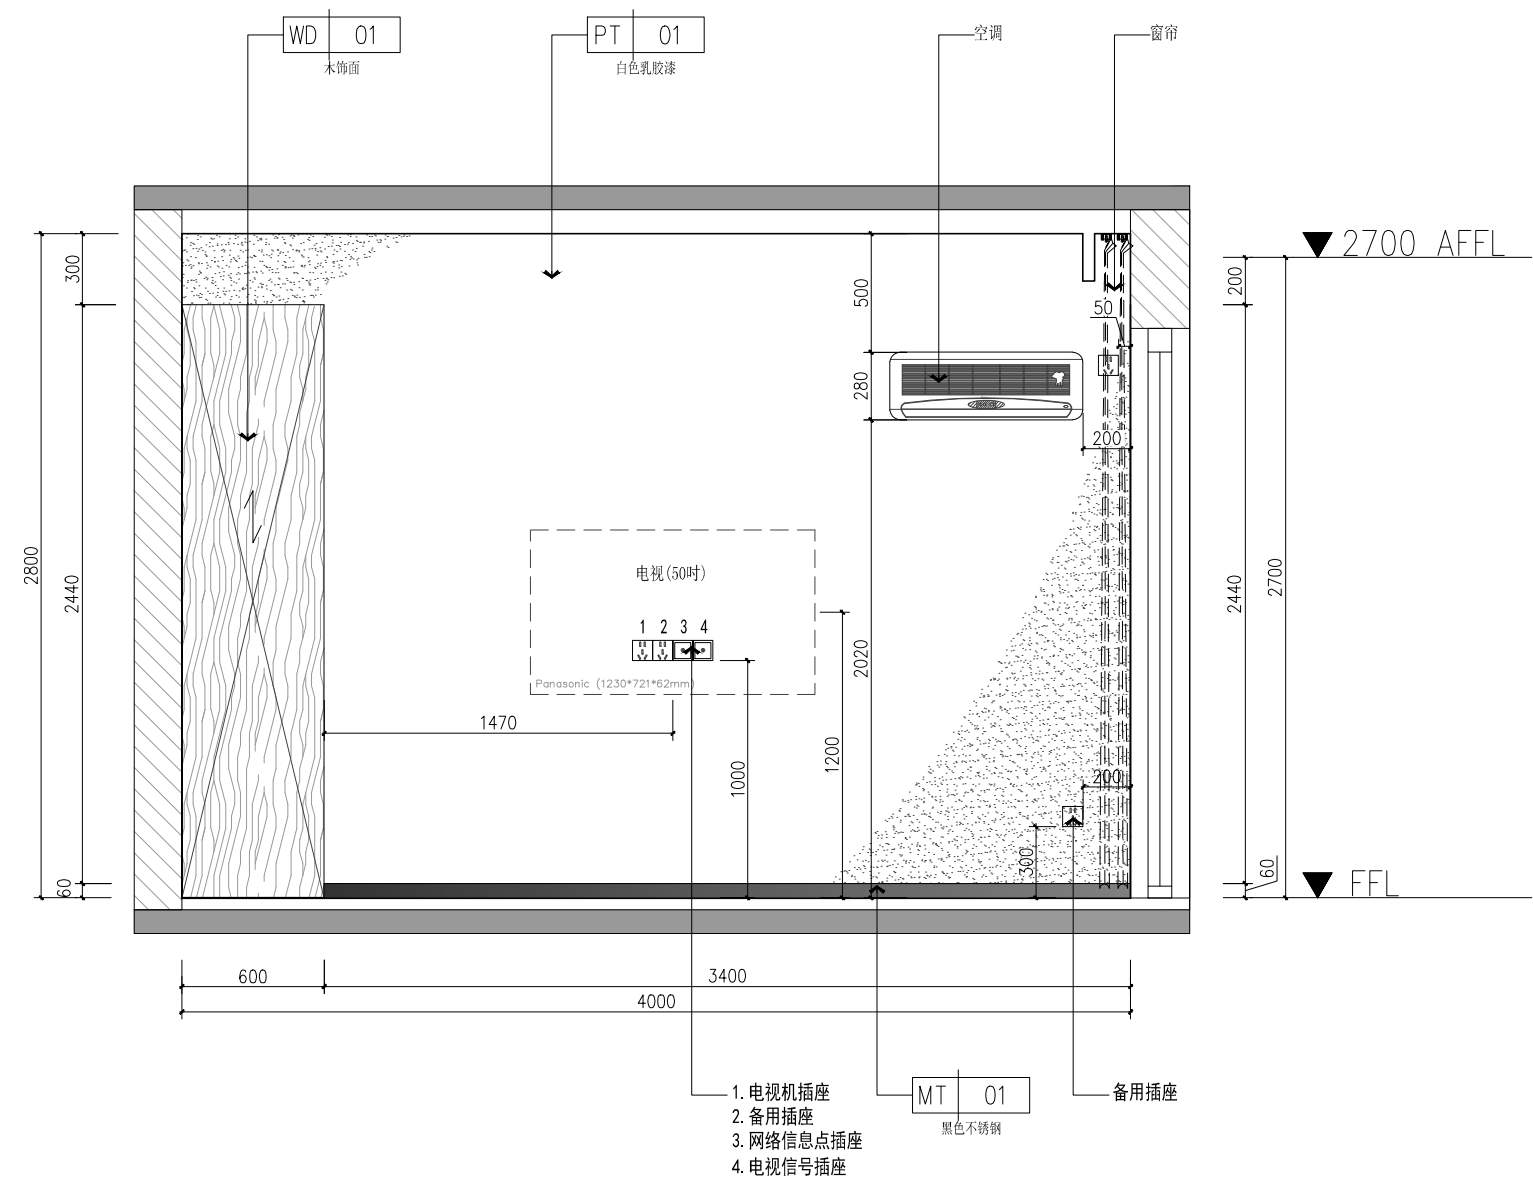 WD 01
木饰面
PT 01
白色乳胶漆
空调
窗帘
2700 AFFL
300
500
200
50
280
200
2800
2440
电视(50吋)
1 2 3 4
2020
2440
2700
Panasonic (1230*721*62mm)
1470
1000
1200
200
300
60
60
FFL
600
3400
4000
1. 电视机插座
2. 备用插座
3. 网络信息点插座
4. 电视信号插座
MT 01
黑色不锈钢
备用插座